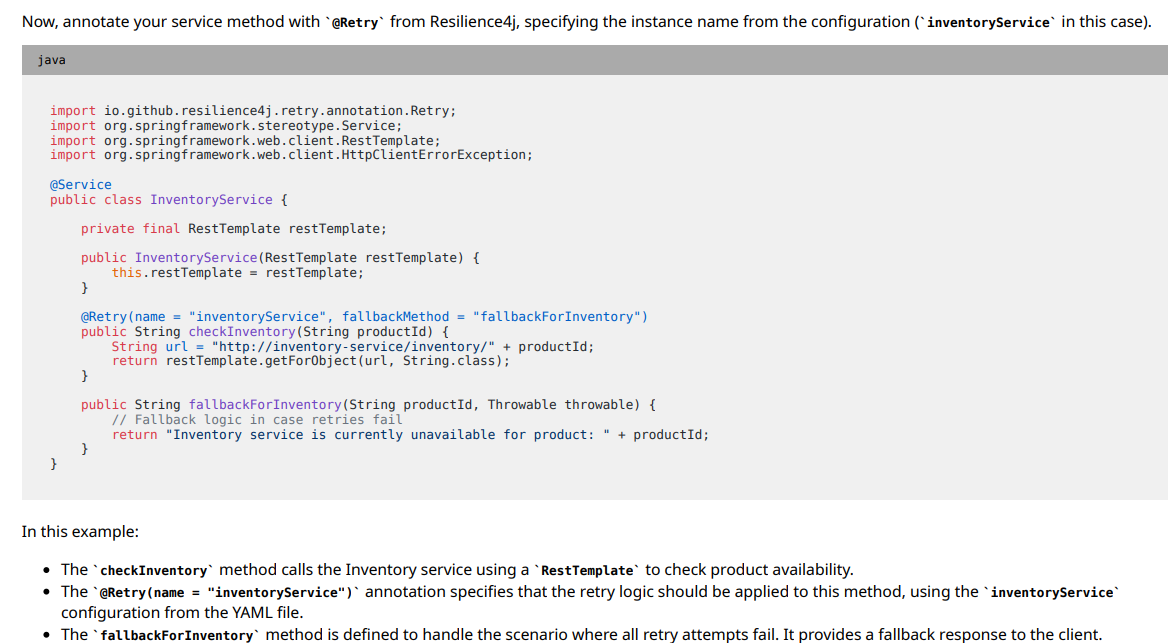 Now, annotate your service method with `@Retry` from Resilience4j, specifying the instance name from the configuration (`inventoryService` in this case).
java
import io.github.resilience4j.retry.annotation.Retry;
import org.springframework.stereotype.Service;
import org.springframework.web.client.RestTemplate;
import org.springframework.web.client.HttpClientErrorException;
@Service
public class InventoryService {
    private final RestTemplate restTemplate;
    public InventoryService(RestTemplate restTemplate) {
        this.restTemplate = restTemplate;
    }
    @Retry(name = "inventoryService", fallbackMethod = "fallbackForInventory")
    public String checkInventory(String productId) {
        String url = "http://inventory-service/inventory/" + productId;
        return restTemplate.getForObject(url, String.class);
    }
    public String fallbackForInventory(String productId, Throwable throwable) {
        // Fallback logic in case retries fail
        return "Inventory service is currently unavailable for product: " + productId;
    }
}
In this example:
• The `checkInventory` method calls the Inventory service using a `RestTemplate` to check product availability.
• The `@Retry(name = "inventoryService")` annotation specifies that the retry logic should be applied to this method, using the `inventoryService`
configuration from the YAML file.
• The `fallbackForInventory` method is defined to handle the scenario where all retry attempts fail. It provides a fallback response to the client.